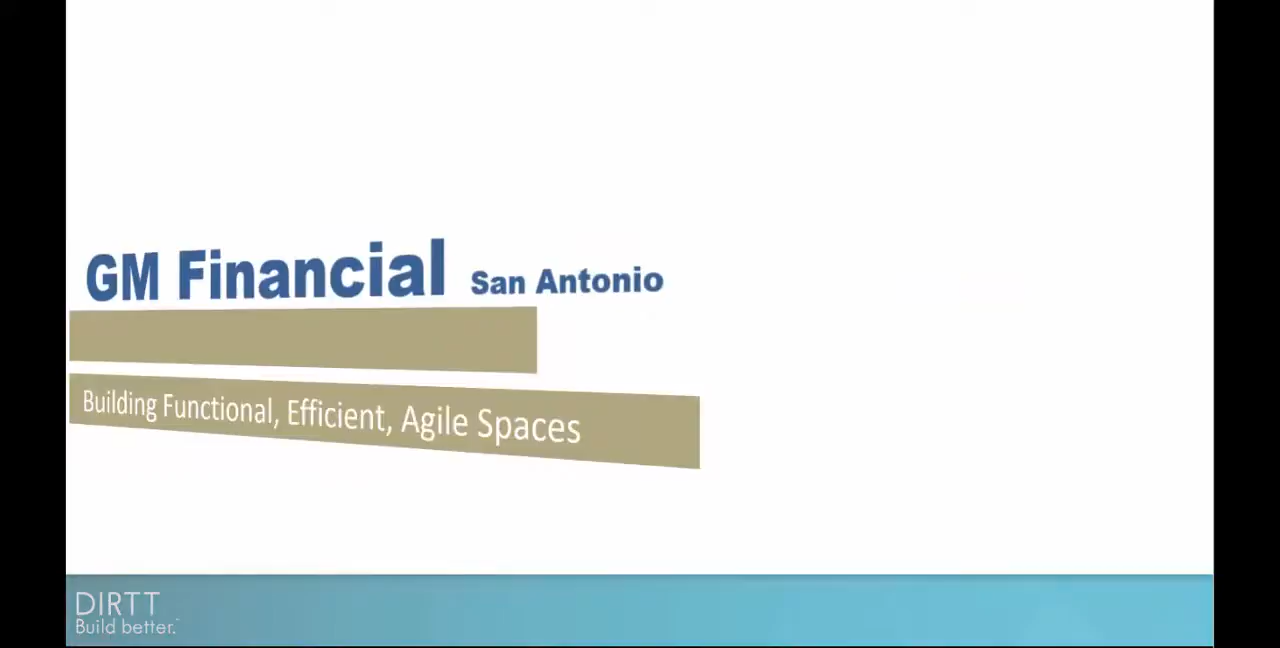 GM Financial San Antonio
Building Functional, Efficient, Agile Spaces
DIRTT
Build better.